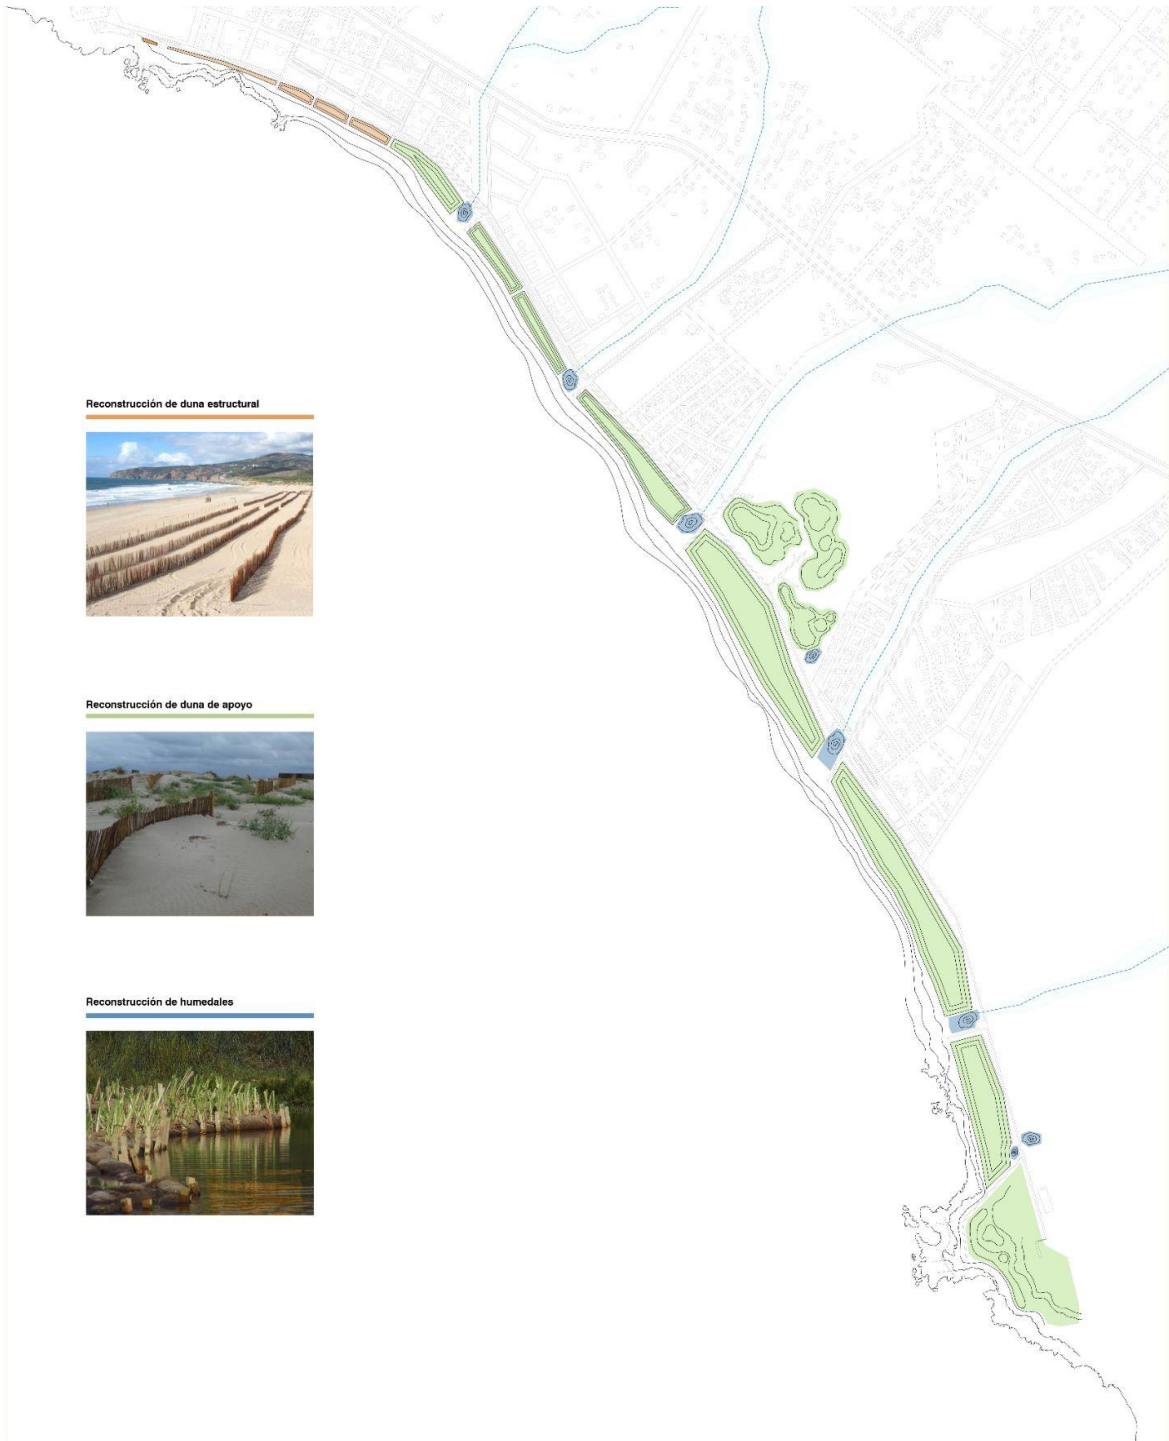 Reconstrucción de duna estructural
Reconstrucción de duna de apoyo
Reconstrucción de humedales